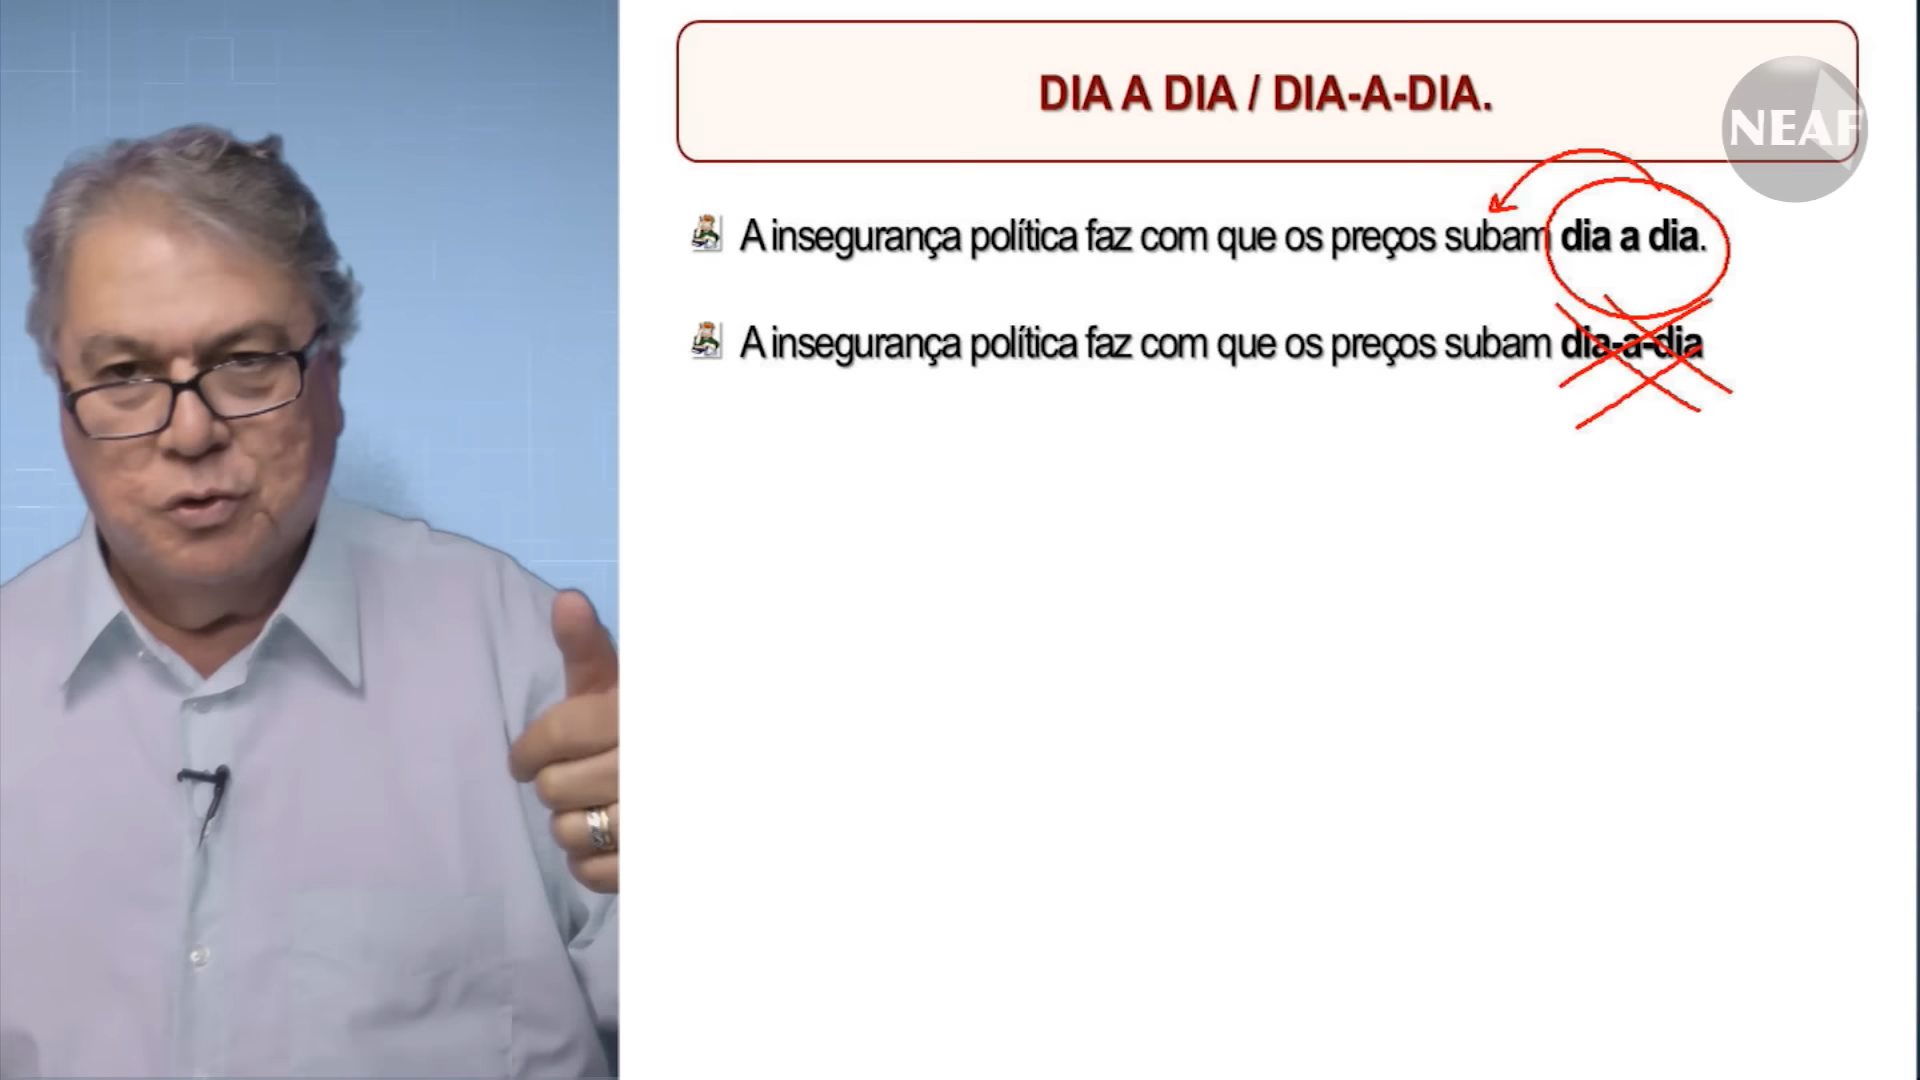 DIA A DIA / DIA-A-DIA.
NEAF
A insegurança política faz com que os preços subam dia a dia.
A insegurança política faz com que os preços subam dia-a-dia